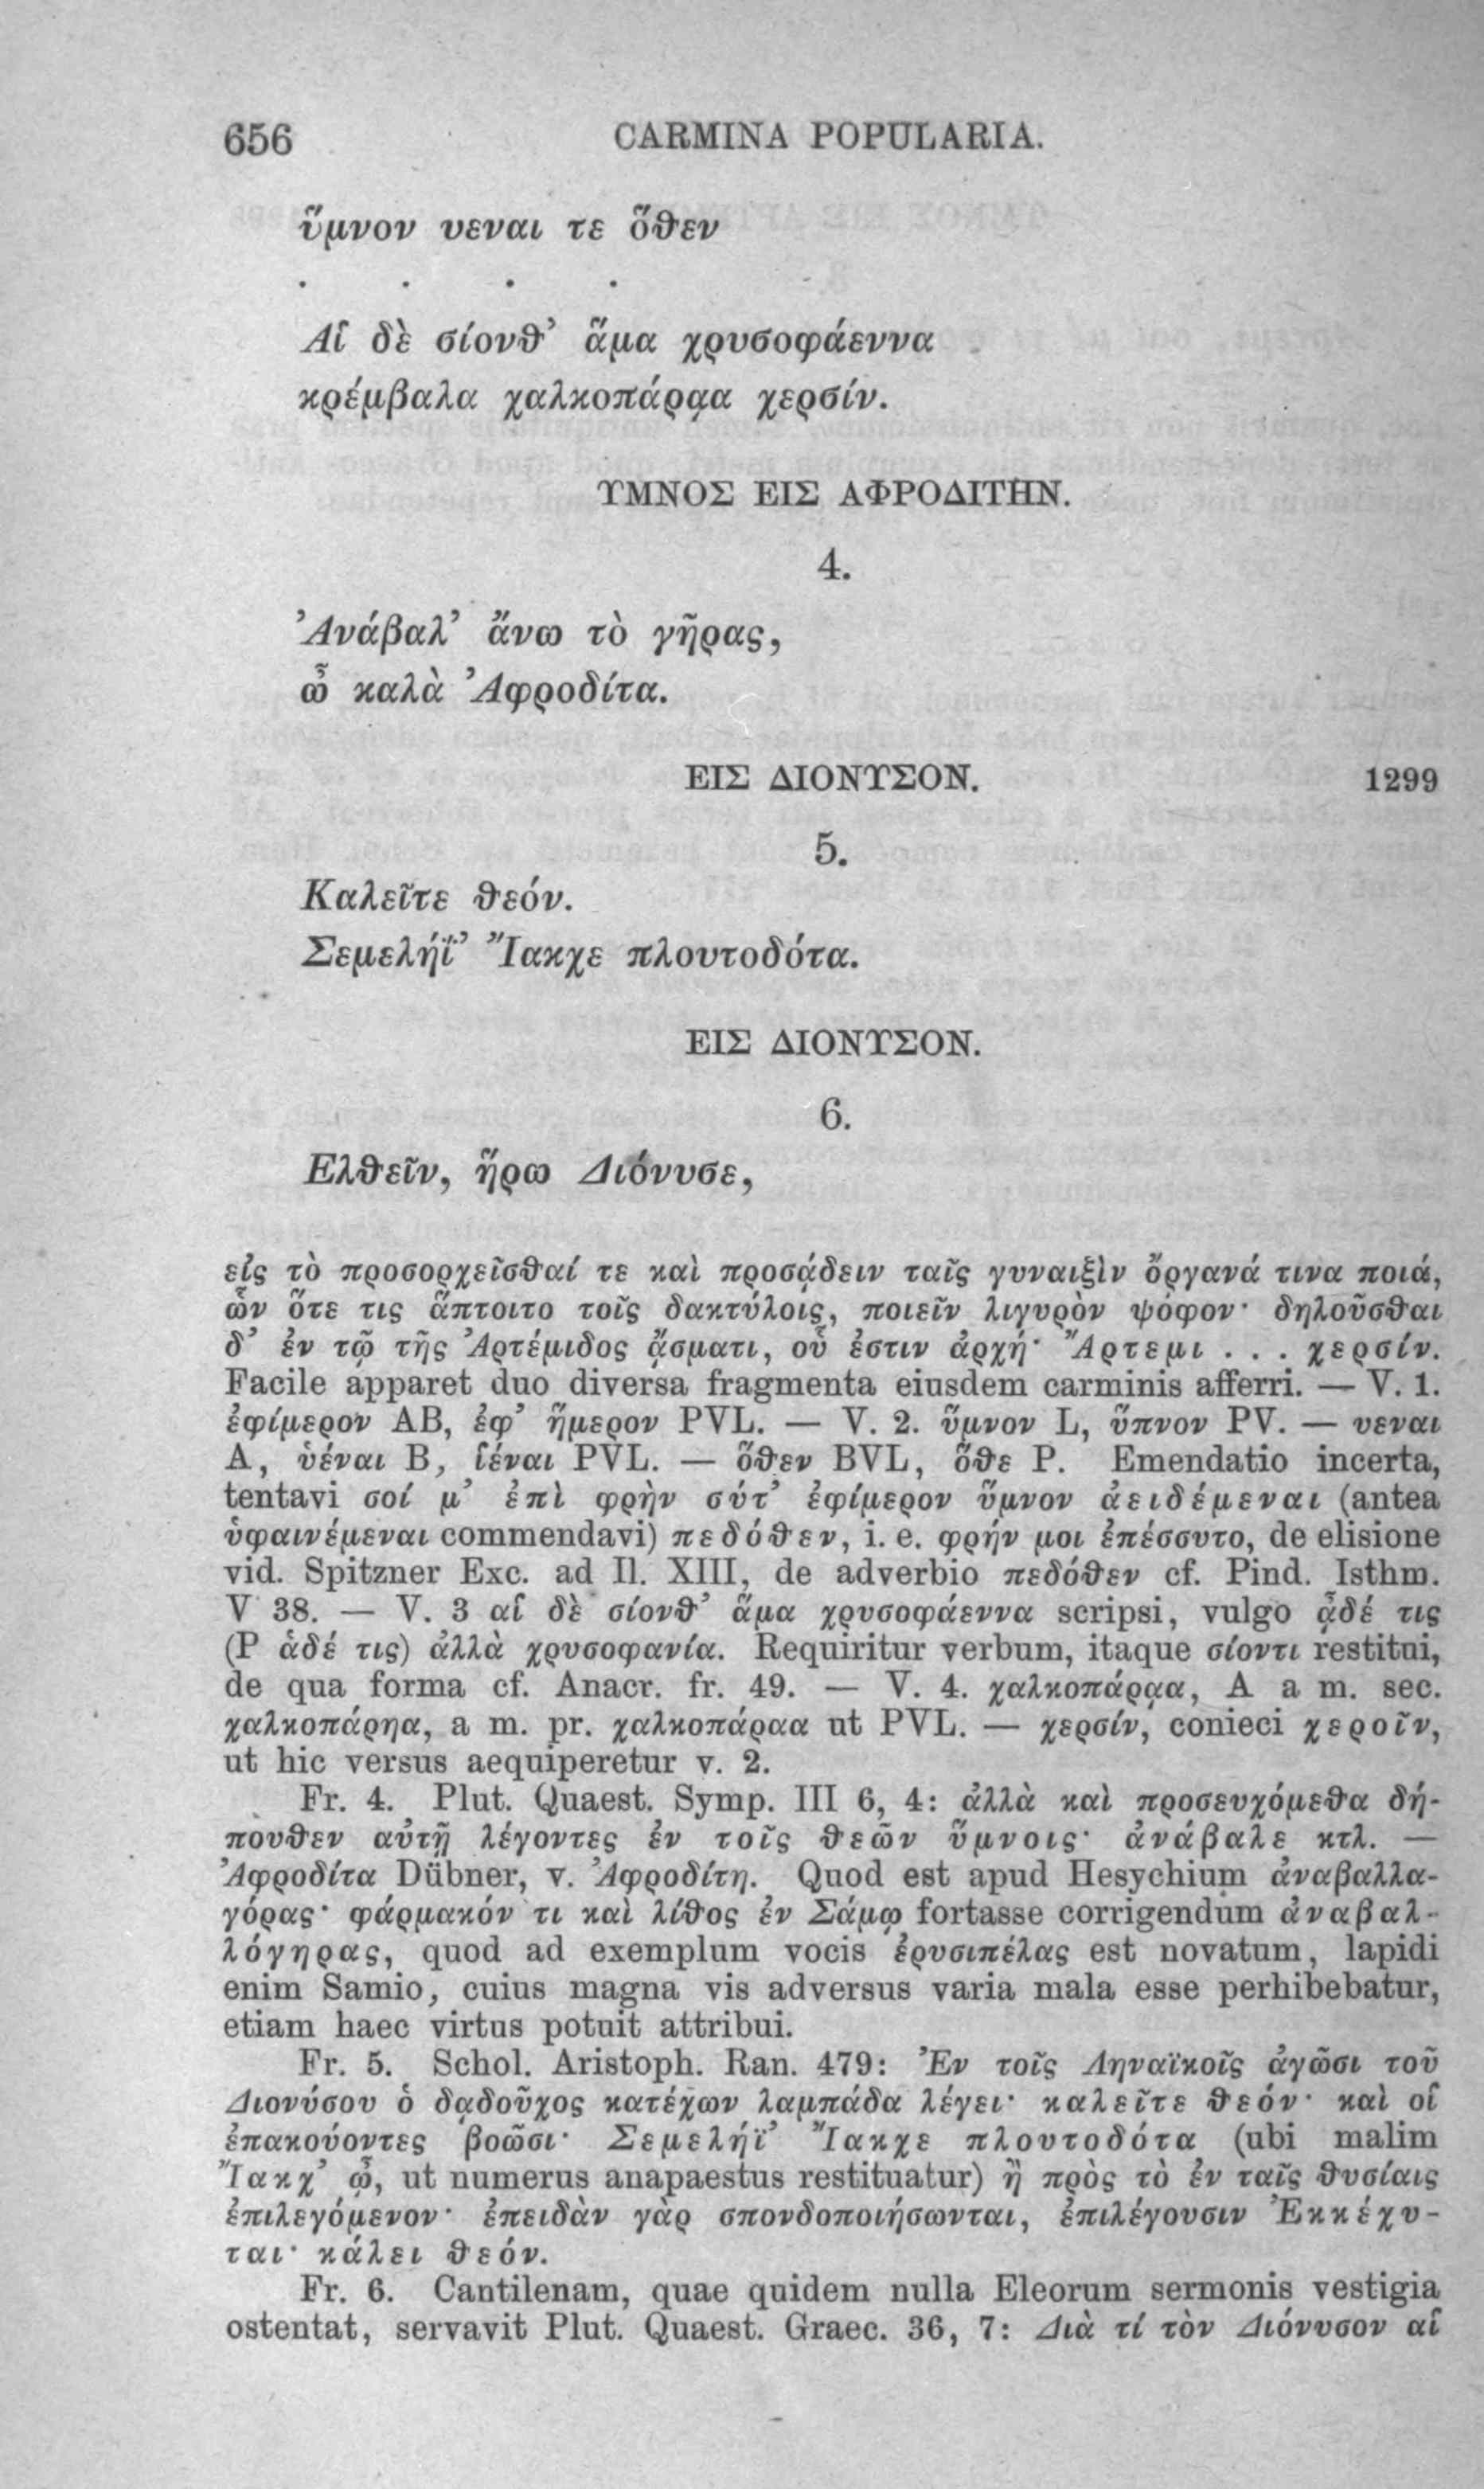 656 CARMINA POPULARIA.
ὕμνον υεναι τε ὅθεν
. . . .
Αἵ δὲ σίονθ’ ἅμα χρυσοφάεννα
κρέμβαλα χαλκοπάρᾳα χερσίν.
ΥΜΝΟΣ ΕΙΣ ΑΦΡΟΔΙΤΗΝ.
4.
Ἀνάβαλ’ ἄνω τὸ γῆρας,
ὦ καλὰ Ἀφροδίτα.
ΕΙΣ ΔΙΟΝΥΣΟΝ. 1299
5.
Καλεῖτε θεόν.
Σεμελήϊ’ Ἴακχε πλουτοδότα.
ΕΙΣ ΔΙΟΝΥΣΟΝ.
6.
Ελθεῖν, ἥρω Διόνυσε,
εἰς τὸ προσορχεῖσθαί τε καὶ προσᾴδειν ταῖς γυναιξὶν ὄργανά τινα ποιά,
ὧν ὅτε τις ἅπτοιτο τοῖς δακτύλοις, ποιεῖν λιγυρὸν ψόφον· δηλοῦσθαι
δ’ ἐν τῷ τῆς Ἀρτέμιδος ᾄσματι, οὗ ἐστιν ἀρχή· Ἄρτεμι . . . χερσίν.
Facile apparet duo diversa fragmenta eiusdem carminis afferri. — V. 1.
ἐφίμερον AB, ἐφ’ ἥμερον PVL. — V. 2. ὕμνον L, ὕπνον PV. — υεναι
A, ὑέναι B, ἱέναι PVL. — ὅθεν BVL, ὅθε P. Emendatio incerta,
tentavi σοί μ’ ἐπὶ φρὴν σύτ’ ἐφίμερον ὕμνον ἀειδέμεναι (antea
ὑφαινέμεναι commendavi) πεδόθεν, i. e. φρήν μοι ἐπέσσυτο, de elisione
vid. Spitzner Exc. ad Il. XIII, de adverbio πεδόθεν cf. Pind. Isthm.
V 38. — V. 3 αἵ δὲ σίονθ’ ἅμα χρυσοφάεννα scripsi, vulgo ᾇδέ τις
(P ἁδέ τις) ἀλλὰ χρυσοφανία. Requiritur verbum, itaque σίοντι restitui,
de qua forma cf. Anacr. fr. 49. — V. 4. χαλκοπάρᾳα, A a m. sec.
χαλκοπάρηα, a m. pr. χαλκοπάραα ut PVL. — χερσίν, conieci χεροῖν,
ut hic versus aequiperetur v. 2.
Fr. 4. Plut. Quaest. Symp. III 6, 4: ἀλλὰ καὶ προσευχόμεθα δή-
πουθεν αὐτῇ λέγοντες ἐν τοῖς θεῶν ὕμνοις· ἀνάβαλε κτλ. —
Ἀφροδίτα Dübner, v. Ἀφροδίτη. Quod est apud Hesychium ἀναβαλλα-
γόρας· φάρμακόν τι καὶ λίθος ἐν Σάμῳ fortasse corrigendum ἀναβαλ-
λόγηρας, quod ad exemplum vocis ἐρυσιπέλας est novatum, lapidi
enim Samio, cuius magna vis adversus varia mala esse perhibebatur,
etiam haec virtus potuit attribui.
Fr. 5. Schol. Aristoph. Ran. 479: Ἐν τοῖς Ληναϊκοῖς ἀγῶσι τοῦ
Διονύσου ὁ δᾳδοῦχος κατέχων λαμπάδα λέγει· καλεῖτε θεόν· καὶ οἱ
ἐπακούοντες βοῶσι· Σεμελήϊ’ Ἴακχε πλουτοδότα (ubi malim
Ἴακχ’ ᾦ, ut numerus anapaestus restituatur) ἢ πρὸς τὸ ἐν ταῖς θυσίαις
ἐπιλεγόμενον· ἐπειδὰν γὰρ σπονδοποιήσωνται, ἐπιλέγουσιν Ἐκκέχυ-
ται· κάλει θεόν.
Fr. 6. Cantilenam, quae quidem nulla Eleorum sermonis vestigia
ostentat, servavit Plut. Quaest. Graec. 36, 7: Διὰ τί τὸν Διόνυσον αἱ